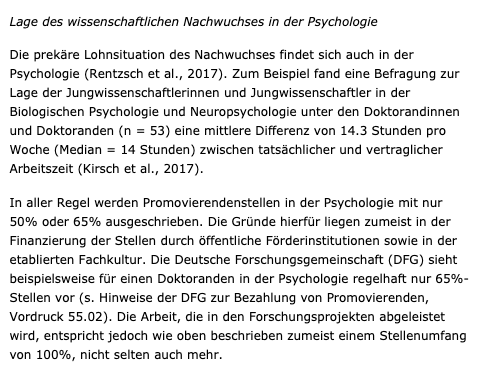 Lage des wissenschaftlichen Nachwuchses in der Psychologie
Die prekäre Lohnsituation des Nachwuchses findet sich auch in der
Psychologie (Rentzsch et al., 2017). Zum Beispiel fand eine Befragung zur
Lage der Jungwissenschaftlerinnen und Jungwissenschaftler in der
Biologischen Psychologie und Neuropsychologie unter den Doktorandinnen
und Doktoranden (n = 53) eine mittlere Differenz von 14.3 Stunden pro
Woche (Median = 14 Stunden) zwischen tatsächlicher und vertraglicher
Arbeitszeit (Kirsch et al., 2017).
In aller Regel werden Promovierendenstellen in der Psychologie mit nur
50% oder 65% ausgeschrieben. Die Gründe hierfür liegen zumeist in der
Finanzierung der Stellen durch öffentliche Förderinstitutionen sowie in der
etablierten Fachkultur. Die Deutsche Forschungsgemeinschaft (DFG) sieht
beispielsweise für einen Doktoranden in der Psychologie regelhaft nur 65%-
Stellen vor (s. Hinweise der DFG zur Bezahlung von Promovierenden,
Vordruck 55.02). Die Arbeit, die in den Forschungsprojekten abgeleistet
wird, entspricht jedoch wie oben beschrieben zumeist einem Stellenumfang
von 100%, nicht selten auch mehr.